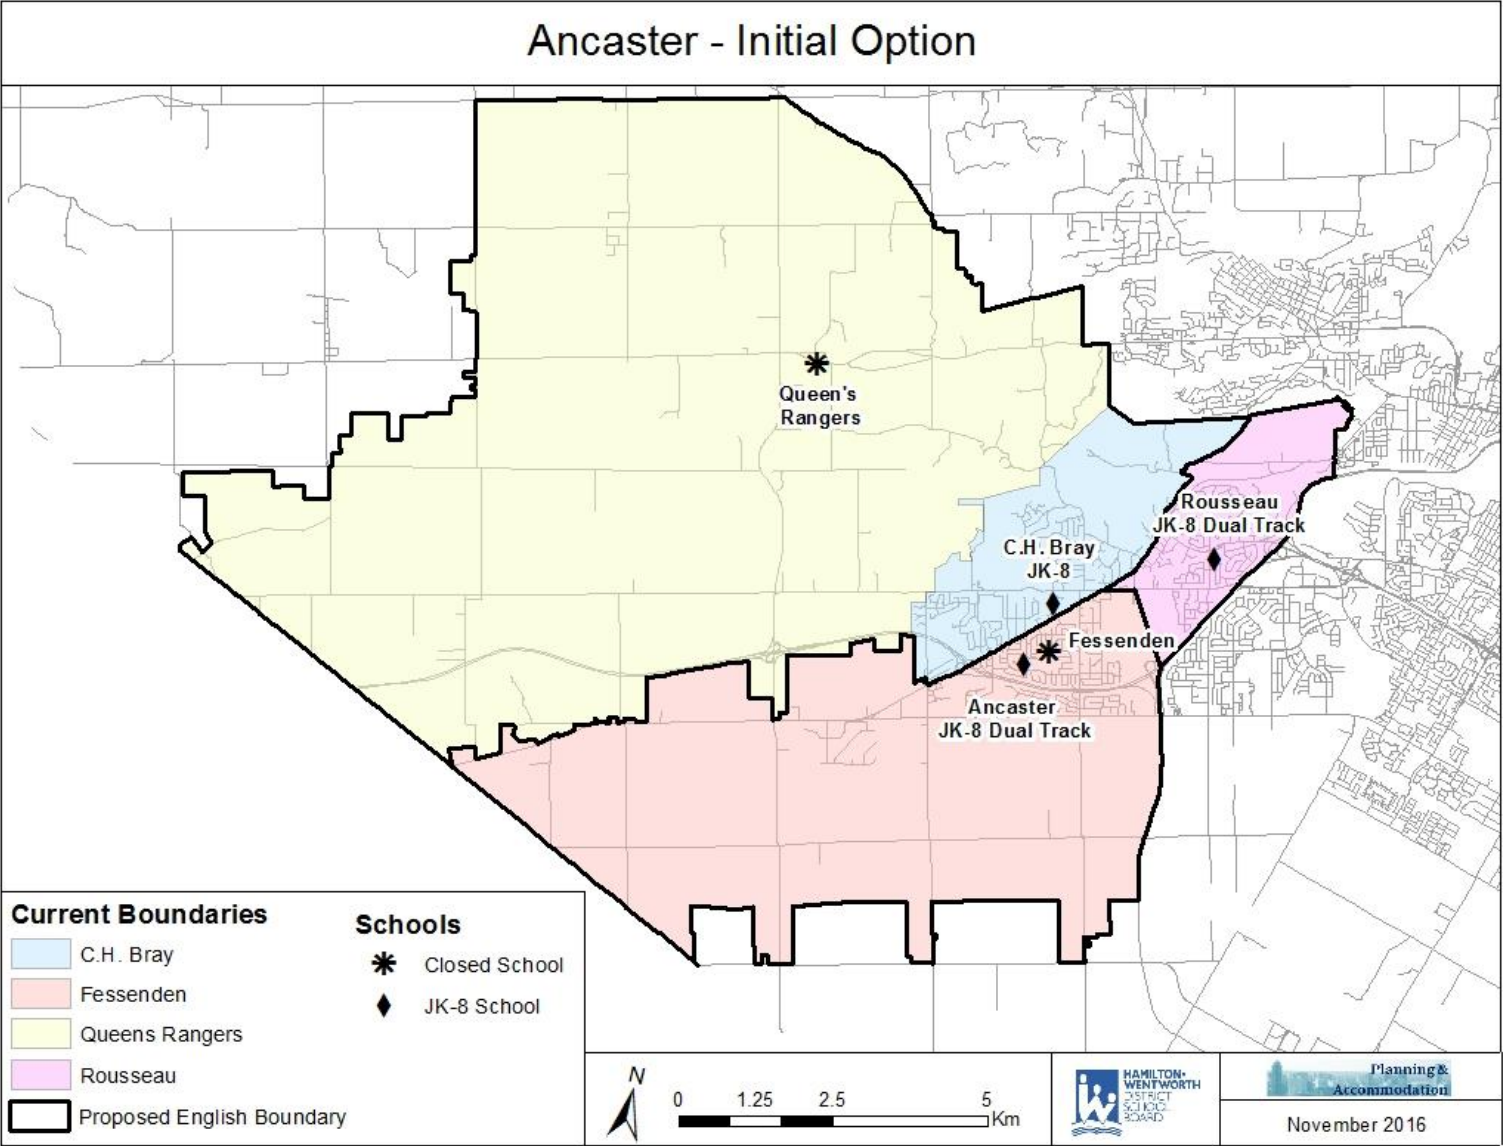 Ancaster - Initial Option
Queen's
Rangers
Rousseau
JK-8 Dual Track
C.H. Bray
JK-8
Fessenden
Ancaster
JK-8 Dual Track
Current Boundaries
C.H. Bray
Fessenden
Queens Rangers
Rousseau
Proposed English Boundary
Schools
Closed School
JK-8 School
N
0 1.25 2.5 5
Km
HAMILTON-
WENTWORTH
DISTRICT
SCHOOL
BOARD
Planning &
Accommodation
November 2016